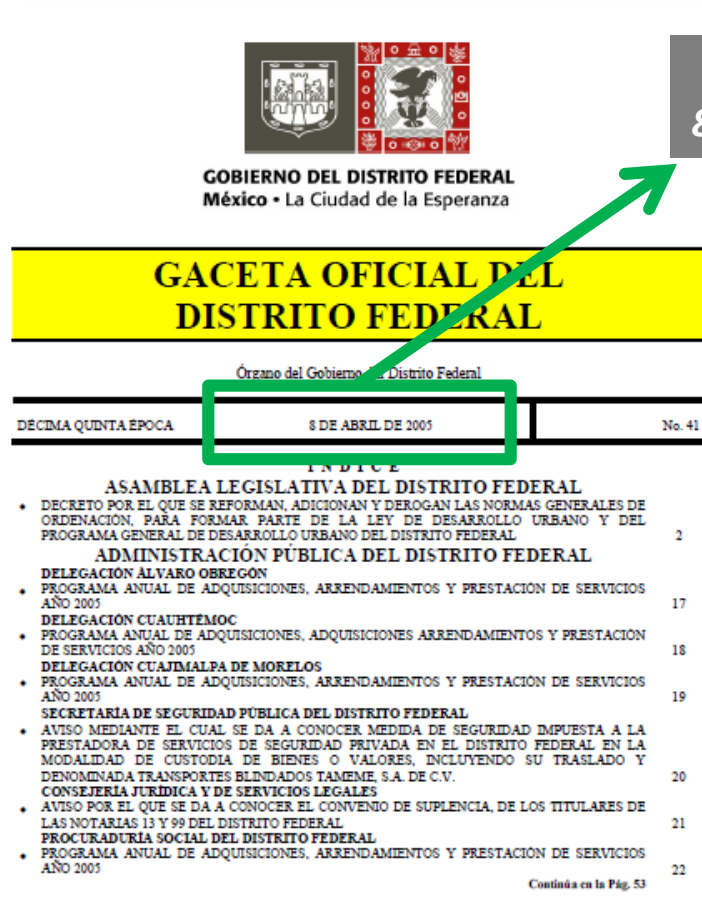 8
GOBIERNO DEL DISTRITO FEDERAL
México • La Ciudad de la Esperanza
GACETA OFICIAL DEL
DISTRITO FEDERAL
Órgano del Gobierno Distrito Federal
DÉCIMA QUINTA ÉPOCA 8 DE ABRIL DE 2005 No. 41
I N D I C E
ASAMBLEA LEGISLATIVA DEL DISTRITO FEDERAL
• DECRETO POR EL QUE SE REFORMAN, ADICIONAN Y DEROGAN LAS NORMAS GENERALES DE
ORDENACIÓN, PARA FORMAR PARTE DE LA LEY DE DESARROLLO URBANO Y DEL
PROGRAMA GENERAL DE DESARROLLO URBANO DEL DISTRITO FEDERAL 2
ADMINISTRACIÓN PÚBLICA DEL DISTRITO FEDERAL
DELEGACIÓN ÁLVARO OBREGÓN
• PROGRAMA ANUAL DE ADQUISICIONES, ARRENDAMIENTOS Y PRESTACIÓN DE SERVICIOS
AÑO 2005 17
DELEGACIÓN CUAUHTÉMOC
• PROGRAMA ANUAL DE ADQUISICIONES, ADQUISICIONES ARRENDAMIENTOS Y PRESTACIÓN
DE SERVICIOS AÑO 2005 18
DELEGACIÓN CUAJIMALPA DE MORELOS
• PROGRAMA ANUAL DE ADQUISICIONES, ARRENDAMIENTOS Y PRESTACIÓN DE SERVICIOS
AÑO 2005 19
SECRETARÍA DE SEGURIDAD PÚBLICA DEL DISTRITO FEDERAL
• AVISO MEDIANTE EL CUAL SE DA A CONOCER MEDIDA DE SEGURIDAD IMPUESTA A LA
PRESTADORA DE SERVICIOS DE SEGURIDAD PRIVADA EN EL DISTRITO FEDERAL EN LA
MODALIDAD DE CUSTODIA DE BIENES O VALORES, INCLUYENDO SU TRASLADO Y
DENOMINADA TRANSPORTES BLINDADOS TAMEME, S.A. DE C.V. 20
CONSEJERÍA JURÍDICA Y DE SERVICIOS LEGALES
• AVISO POR EL QUE SE DA A CONOCER EL CONVENIO DE SUPLENCIA, DE LOS TITULARES DE
LAS NOTARIAS 13 Y 99 DEL DISTRITO FEDERAL 21
PROCURADURÍA SOCIAL DEL DISTRITO FEDERAL
• PROGRAMA ANUAL DE ADQUISICIONES, ARRENDAMIENTOS Y PRESTACIÓN DE SERVICIOS
AÑO 2005 22
Continúa en la Pág. 53